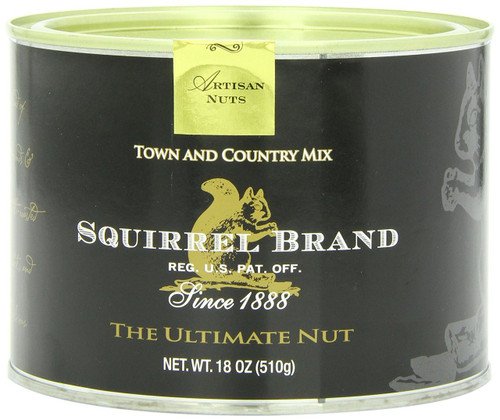 ARTISAN
NUTS
TOWN AND COUNTRY MIX
SQUIRREL BRAND
REG. U.S. PAT. OFF.
Since 1888
THE ULTIMATE NUT
NET. WT. 18 OZ (510g)